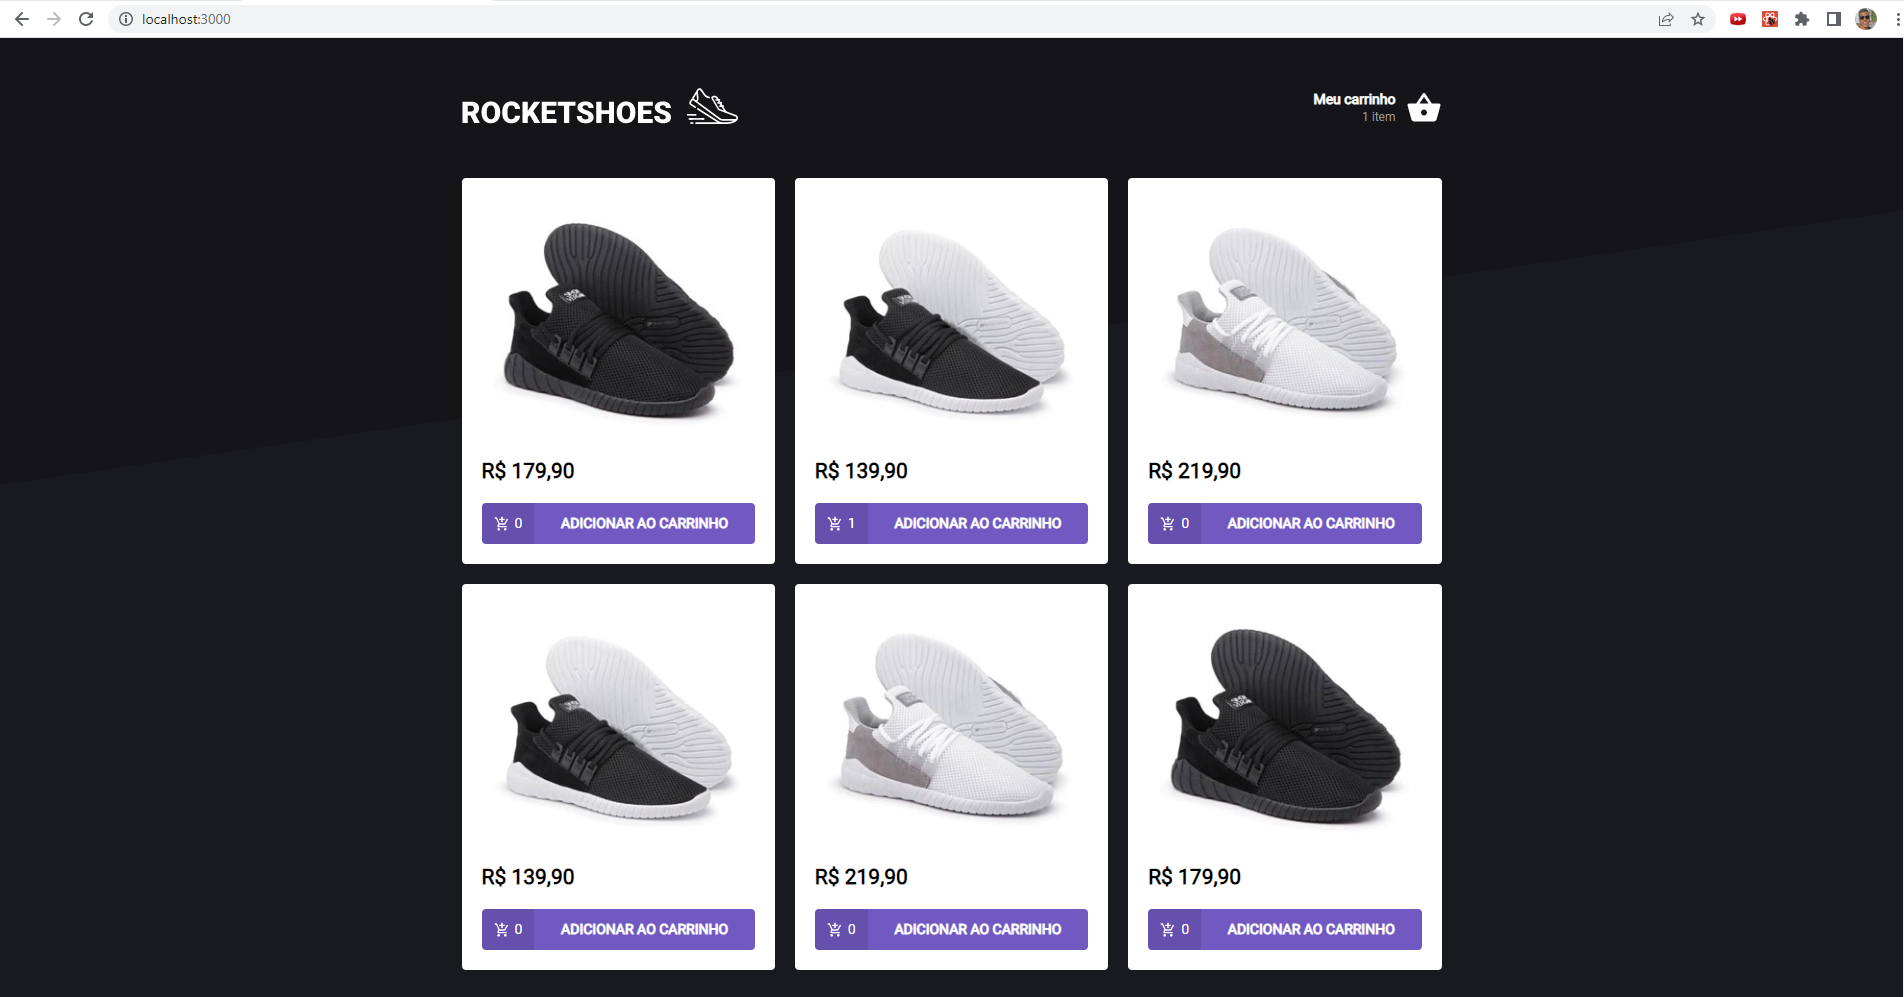 localhost:3000
ROCKETSHOES
Meu carrinho
1 item
R$ 179,90
0 ADICIONAR AO CARRINHO
R$ 139,90
1 ADICIONAR AO CARRINHO
R$ 219,90
0 ADICIONAR AO CARRINHO
R$ 139,90
0 ADICIONAR AO CARRINHO
R$ 219,90
0 ADICIONAR AO CARRINHO
R$ 179,90
0 ADICIONAR AO CARRINHO